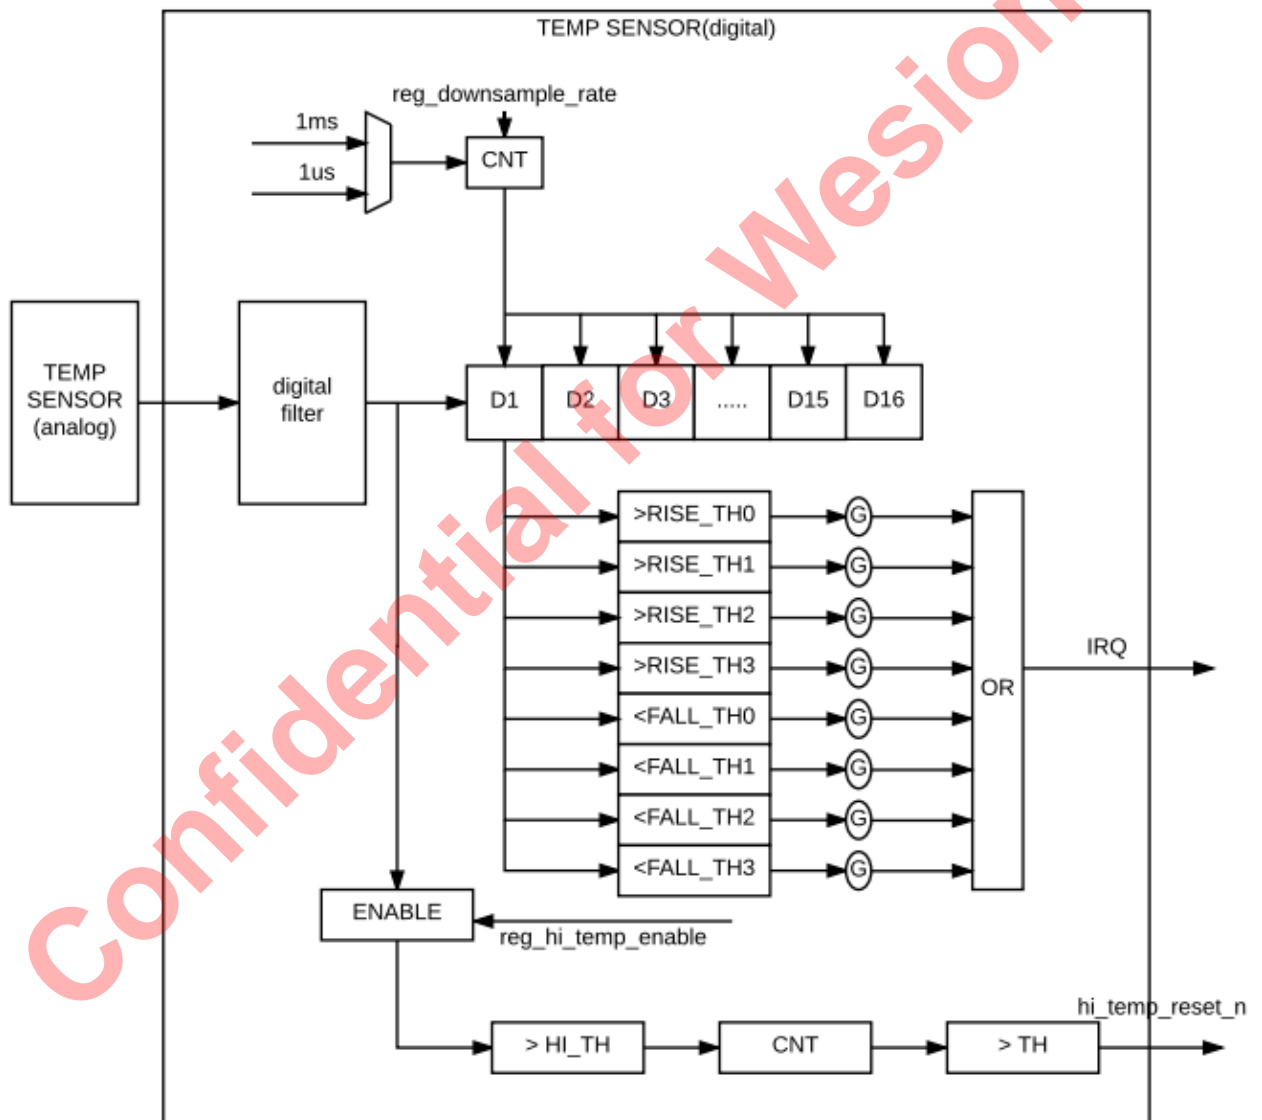 TEMP SENSOR(digital)
reg_downsample_rate
1ms
CNT
1us
TEMP
SENSOR
(analog)
digital
filter
D1
D2
D3
.....
D15
D16
>RISE_TH0
G
>RISE_TH1
G
>RISE_TH2
G
>RISE_TH3
G
<FALL_TH0
G
<FALL_TH1
G
<FALL_TH2
G
<FALL_TH3
G
OR
IRQ
ENABLE
reg_hi_temp_enable
> HI_TH
CNT
> TH
hi_temp_reset_n
Confidential for Wesion